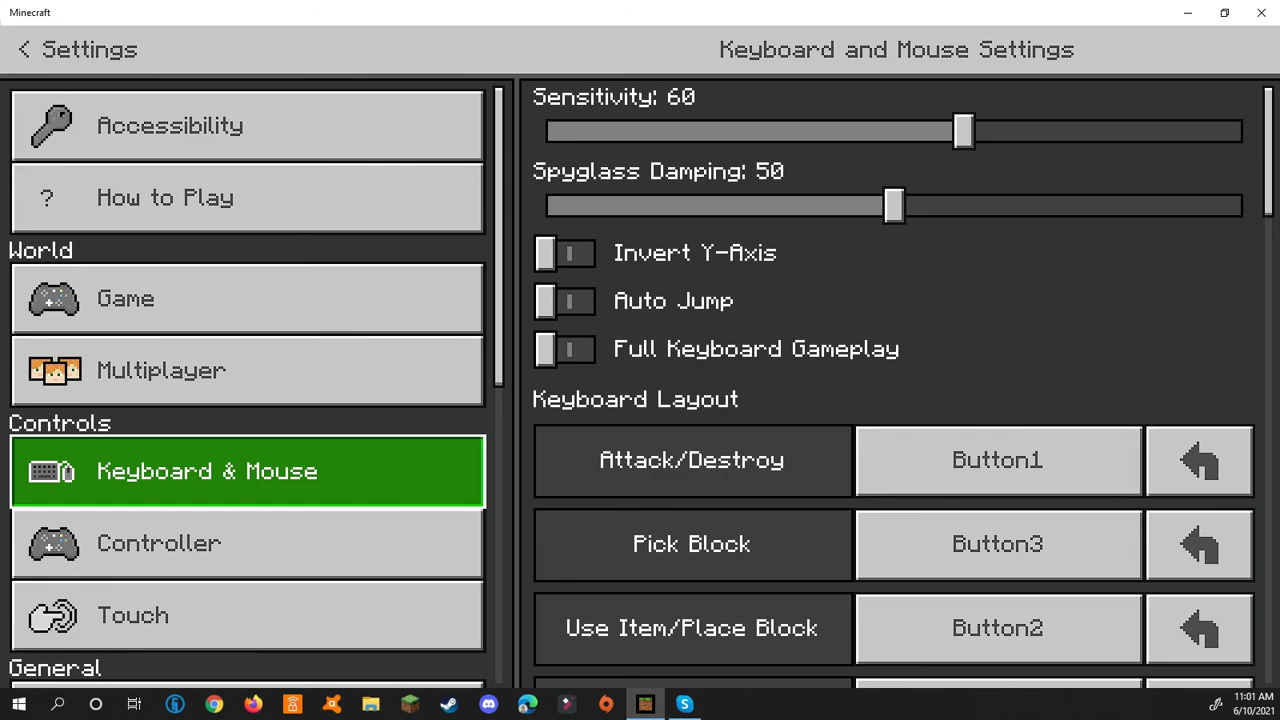 Minecraft
Settings
Keyboard and Mouse Settings
Accessibility
? How to Play
World
Game
Multiplayer
Controls
Keyboard & Mouse
Controller
Touch
General
Sensitivity: 60
Spyglass Damping: 50
Invert Y-Axis
Auto Jump
Full Keyboard Gameplay
Keyboard Layout
Attack/Destroy Button1
Pick Block Button3
Use Item/Place Block Button2
11:01 AM
6/10/2021